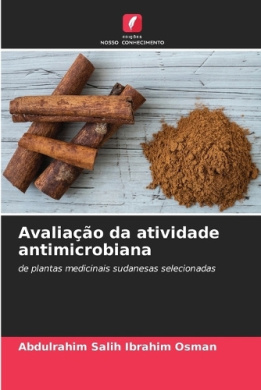 edições
NOSSO CONHECIMENTO
Avaliação da atividade
antimicrobiana
de plantas medicinais sudanesas selecionadas
Abdulrahim Salih Ibrahim Osman